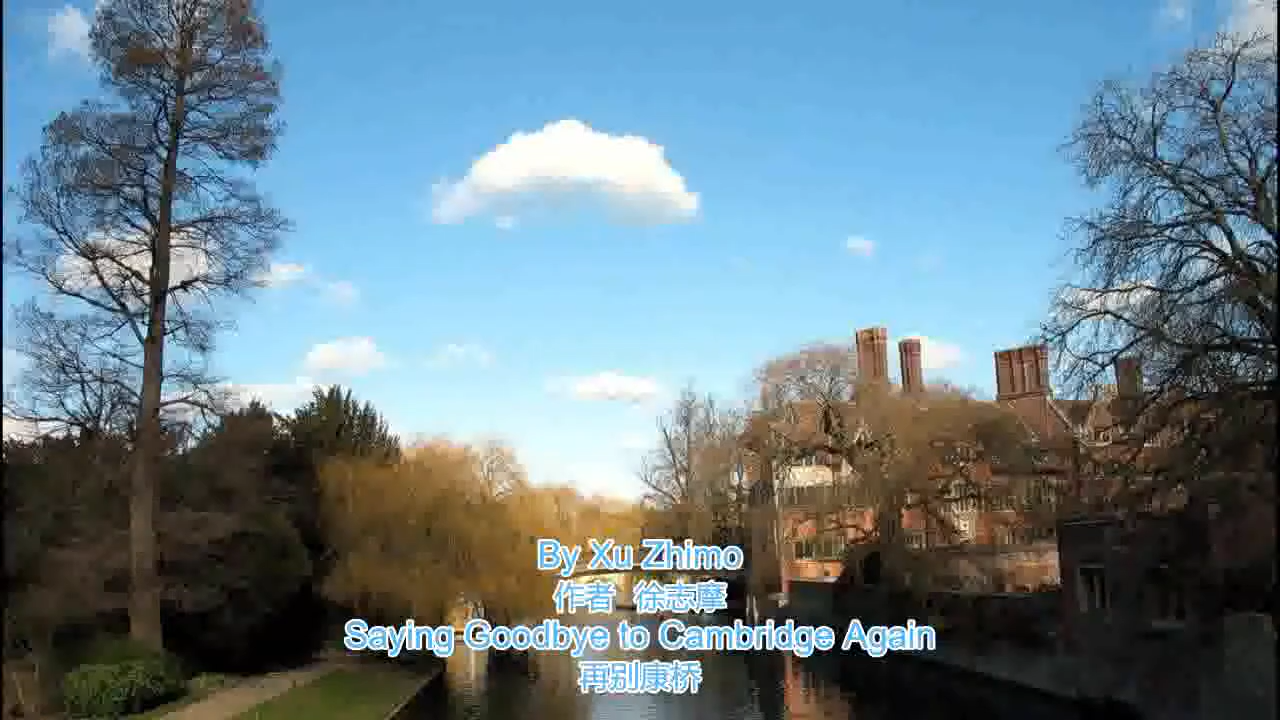 By Xu Zhimo
作者 徐志摩
Saying Goodbye to Cambridge Again
再别康桥